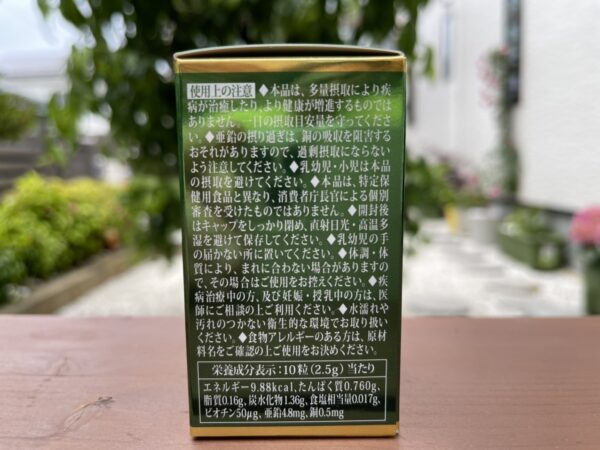 使用上の注意 ◆本品は、多量摂取により疾
病が治癒したり、より健康が増進するものでは
ありません。一日の摂取目安量を守ってくださ
い。◆亜鉛の摂り過ぎは、銅の吸収を阻害する
おそれがありますので、過剰摂取にならない
よう注意してください。◆乳幼児・小児は本品
の摂取を避けてください。◆本品は、特定保
健用食品と異なり、消費者庁長官による個別
審査を受けたものではありません。◆開封後
はキャップをしっかり閉め、直射日光・高温多
湿を避けて保存してください。◆乳幼児の手
の届かない所に置いてください。◆体調・体
質により、まれに合わない場合がありますの
で、その場合はご使用をお控えください。◆疾
病治療中の方、及び妊娠・授乳中の方は、医
師にご相談の上ご利用ください。◆水濡れや
汚れのつかない衛生的な環境でお取り扱い
ください。◆食物アレルギーのある方は、原材
料名をご確認の上ご使用をお決めください。
栄養成分表示:10粒(2.5g)当たり
エネルギー9.88kcal、たんぱく質0.760g、
脂質0.16g、炭水化物1.36g、食塩相当量0.017g、
ビオチン50μg、亜鉛4.8mg、銅0.5mg